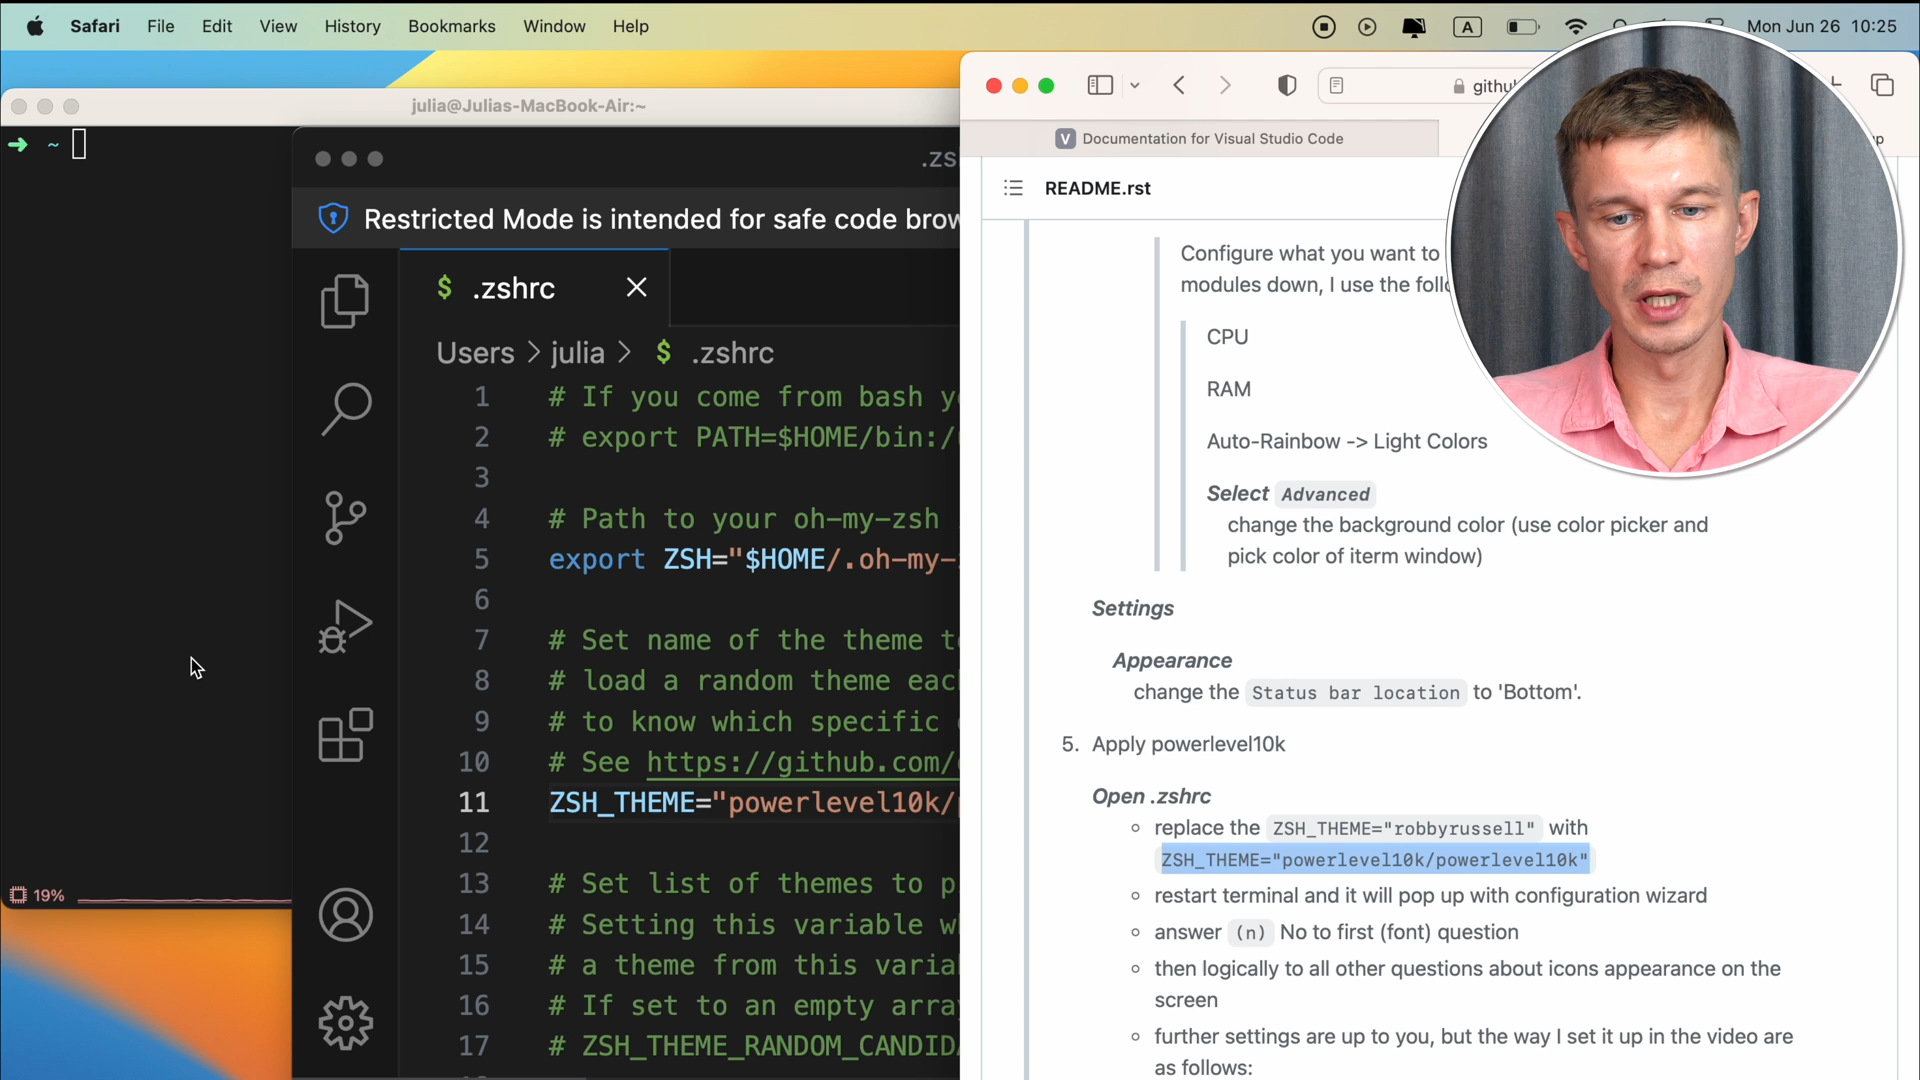 Safari File Edit View History Bookmarks Window Help
A
Mon Jun 26 10:25
julia@Julias-MacBook-Air:~
~
19%
.zs
Restricted Mode is intended for safe code brow
$ .zshrc
Users > julia > $ .zshrc
1 # If you come from bash y
2 # export PATH=$HOME/bin:/
3
4 # Path to your oh-my-zsh
5 export ZSH="$HOME/.oh-my-
6
7 # Set name of the theme t
8 # load a random theme eac
9 # to know which specific
10 # See https://github.com/
11 ZSH_THEME="powerlevel10k/
12
13 # Set list of themes to p
14 # Setting this variable w
15 # a theme from this varia
16 # If set to an empty arra
17 # ZSH_THEME_RANDOM_CANDID
githu
V Documentation for Visual Studio Code
up
README.rst
Configure what you want to
modules down, I use the foll
CPU
RAM
Auto-Rainbow -> Light Colors
Select Advanced
change the background color (use color picker and
pick color of iterm window)
Settings
Appearance
change the Status bar location to 'Bottom'.
5. Apply powerlevel10k
Open .zshrc
replace the ZSH_THEME="robbyrussell" with
ZSH_THEME="powerlevel10k/powerlevel10k"
restart terminal and it will pop up with configuration wizard
answer (n) No to first (font) question
then logically to all other questions about icons appearance on the
screen
further settings are up to you, but the way I set it up in the video are
as follows: